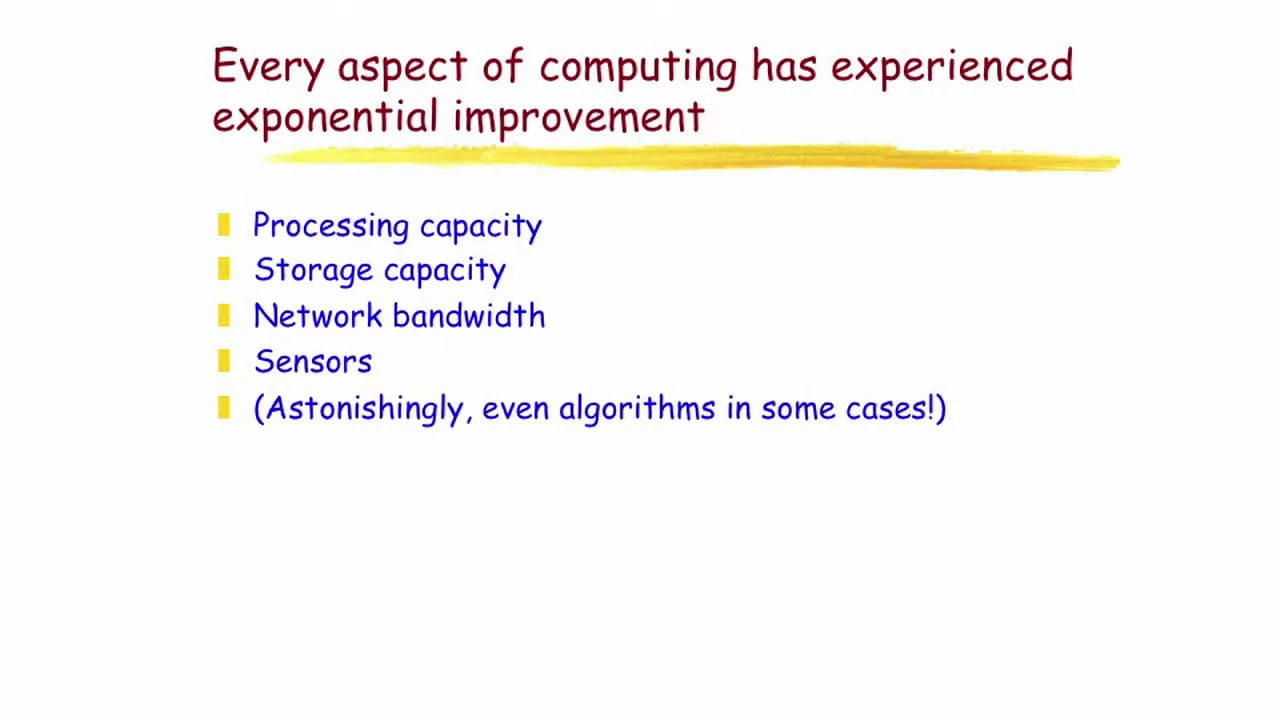 Every aspect of computing has experienced
exponential improvement
Processing capacity
Storage capacity
Network bandwidth
Sensors
(Astonishingly, even algorithms in some cases!)